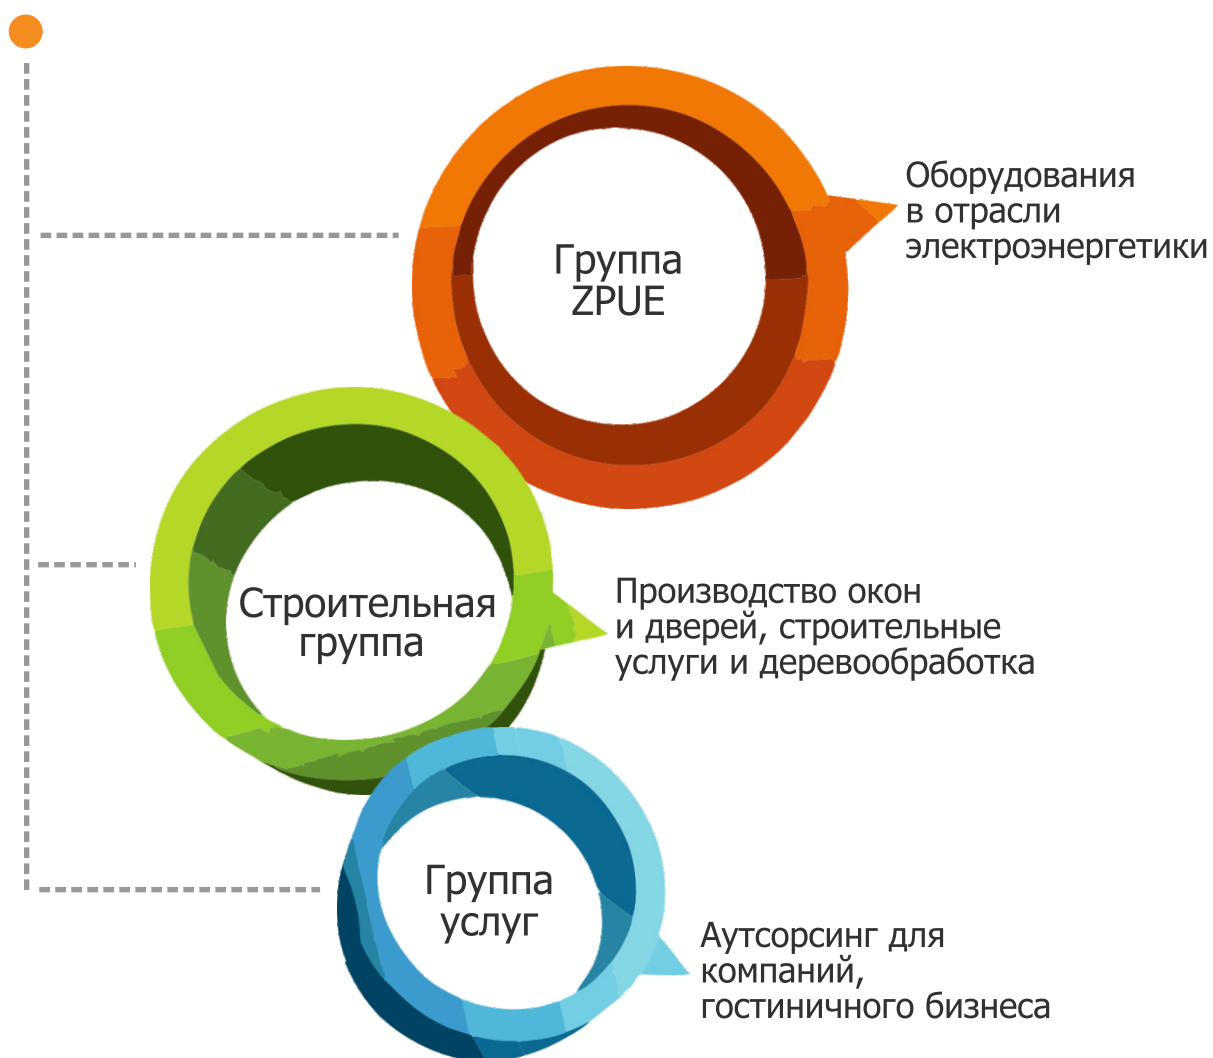 Группа
ZPUE
Оборудования
в отрасли
электроэнергетики
Строительная
группа
Производство окон
и дверей, строительные
услуги и деревообработка
Группа
услуг
Аутсорсинг для
компаний,
гостиничного бизнеса